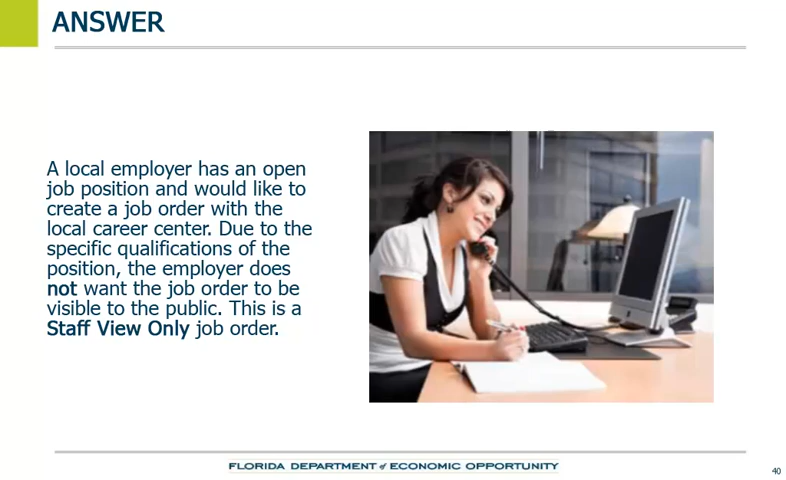 ANSWER
A local employer has an open
job position and would like to
create a job order with the
local career center. Due to the
specific qualifications of the
position, the employer does
not want the job order to be
visible to the public. This is a
Staff View Only job order.
FLORIDA DEPARTMENT of ECONOMIC OPPORTUNITY
40